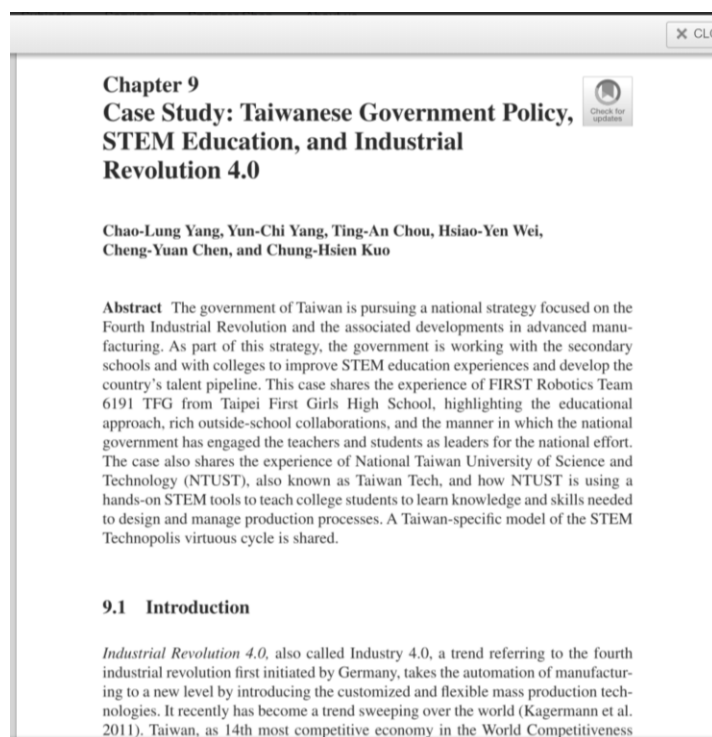 CLO
Chapter 9
Case Study: Taiwanese Government Policy,
STEM Education, and Industrial
Revolution 4.0
Check for
updates
Chao-Lung Yang, Yun-Chi Yang, Ting-An Chou, Hsiao-Yen Wei,
Cheng-Yuan Chen, and Chung-Hsien Kuo
Abstract The government of Taiwan is pursuing a national strategy focused on the
Fourth Industrial Revolution and the associated developments in advanced manu-
facturing. As part of this strategy, the government is working with the secondary
schools and with colleges to improve STEM education experiences and develop the
country's talent pipeline. This case shares the experience of FIRST Robotics Team
6191 TFG from Taipei First Girls High School, highlighting the educational
approach, rich outside-school collaborations, and the manner in which the national
government has engaged the teachers and students as leaders for the national effort.
The case also shares the experience of National Taiwan University of Science and
Technology (NTUST), also known as Taiwan Tech, and how NTUST is using a
hands-on STEM tools to teach college students to learn knowledge and skills needed
to design and manage production processes. A Taiwan-specific model of the STEM
Technopolis virtuous cycle is shared.
9.1 Introduction
Industrial Revolution 4.0, also called Industry 4.0, a trend referring to the fourth
industrial revolution first initiated by Germany, takes the automation of manufactur-
ing to a new level by introducing the customized and flexible mass production tech-
nologies. It recently has become a trend sweeping over the world (Kagermann et al.
2011). Taiwan, as 14th most competitive economy in the World Competitiveness